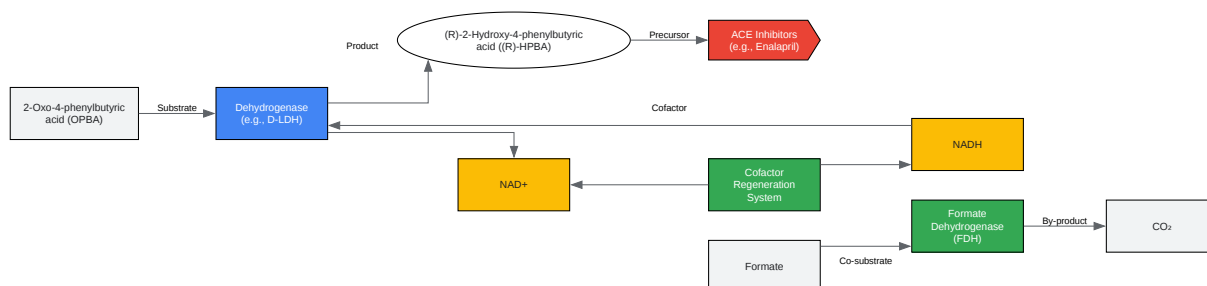 (R)-2-Hydroxy-4-phenylbutyric
acid ((R)-HPBA)
Precursor
ACE Inhibitors
(e.g., Enalapril)
Product
2-Oxo-4-phenylbutyric
acid (OPBA)
Substrate
Dehydrogenase
(e.g., D-LDH)
Cofactor
NADH
NAD+
Cofactor
Regeneration
System
Formate
Dehydrogenase
(FDH)
By-product
CO₂
Formate
Co-substrate